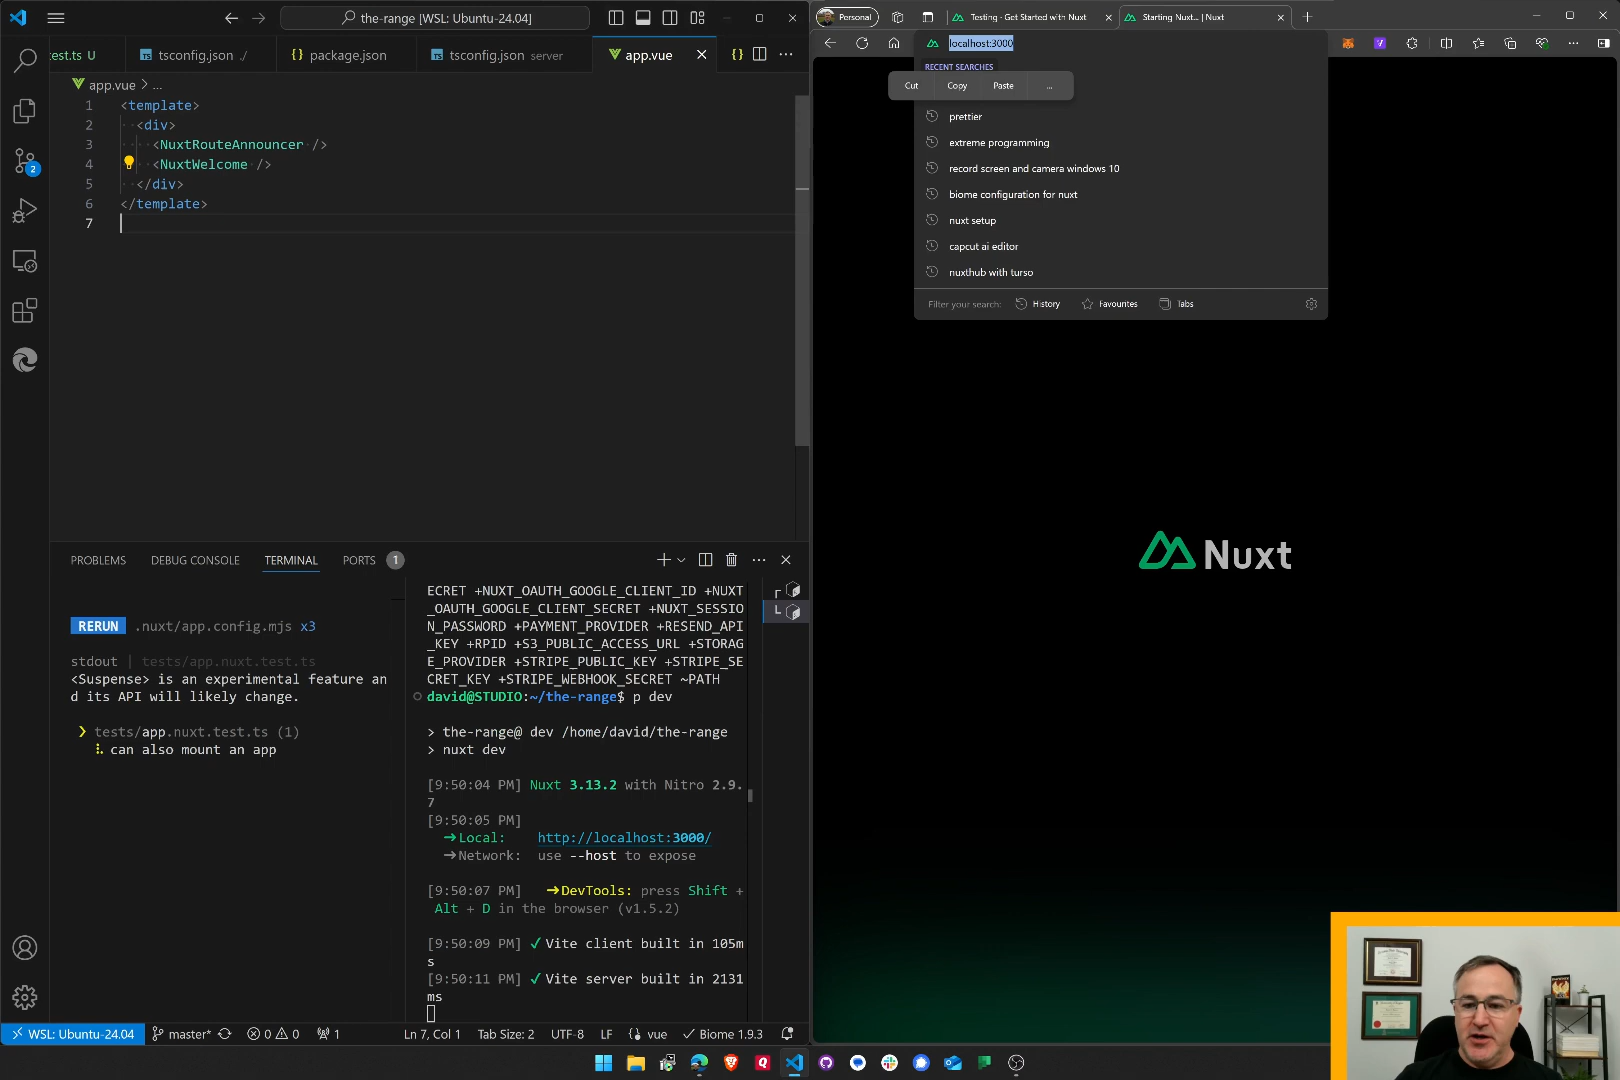 the-range [WSL: Ubuntu-24.04]
test.ts U
tsconfig.json ./
package.json
tsconfig.json server
app.vue
app.vue > ...
1 <template>
2 <div>
3 <NuxtRouteAnnouncer />
4 <NuxtWelcome />
5 </div>
6 </template>
7
2
PROBLEMS DEBUG CONSOLE TERMINAL PORTS 1
RERUN .nuxt/app.config.mjs x3
stdout | tests/app.nuxt.test.ts
<Suspense> is an experimental feature an
d its API will likely change.
❯ tests/app.nuxt.test.ts (1)
can also mount an app
ECRET +NUXT_OAUTH_GOOGLE_CLIENT_ID +NUXT
_OAUTH_GOOGLE_CLIENT_SECRET +NUXT_SESSIO
N_PASSWORD +PAYMENT_PROVIDER +RESEND_API
_KEY +RPID +S3_PUBLIC_ACCESS_URL +STORAG
E_PROVIDER +STRIPE_PUBLIC_KEY +STRIPE_SE
CRET_KEY +STRIPE_WEBHOOK_SECRET ~PATH
david@STUDIO:~/the-range$ p dev
> the-range@ dev /home/david/the-range
> nuxt dev
[9:50:04 PM] Nuxt 3.13.2 with Nitro 2.9.
7
[9:50:05 PM]
➜Local: http://localhost:3000/
➜Network: use --host to expose
[9:50:07 PM] ➜DevTools: press Shift +
Alt + D in the browser (v1.5.2)
[9:50:09 PM] ✓ Vite client built in 105m
s
[9:50:11 PM] ✓ Vite server built in 2131
ms
WSL: Ubuntu-24.04 master* 0 0 1 Ln 7, Col 1 Tab Size: 2 UTF-8 LF vue Biome 1.9.3
Personal
Testing · Get Started with Nuxt
Starting Nuxt... | Nuxt
localhost:3000
RECENT SEARCHES
Cut Copy Paste ...
prettier
extreme programming
record screen and camera windows 10
biome configuration for nuxt
nuxt setup
capcut ai editor
nuxthub with turso
Filter your search: History Favourites Tabs
Nuxt